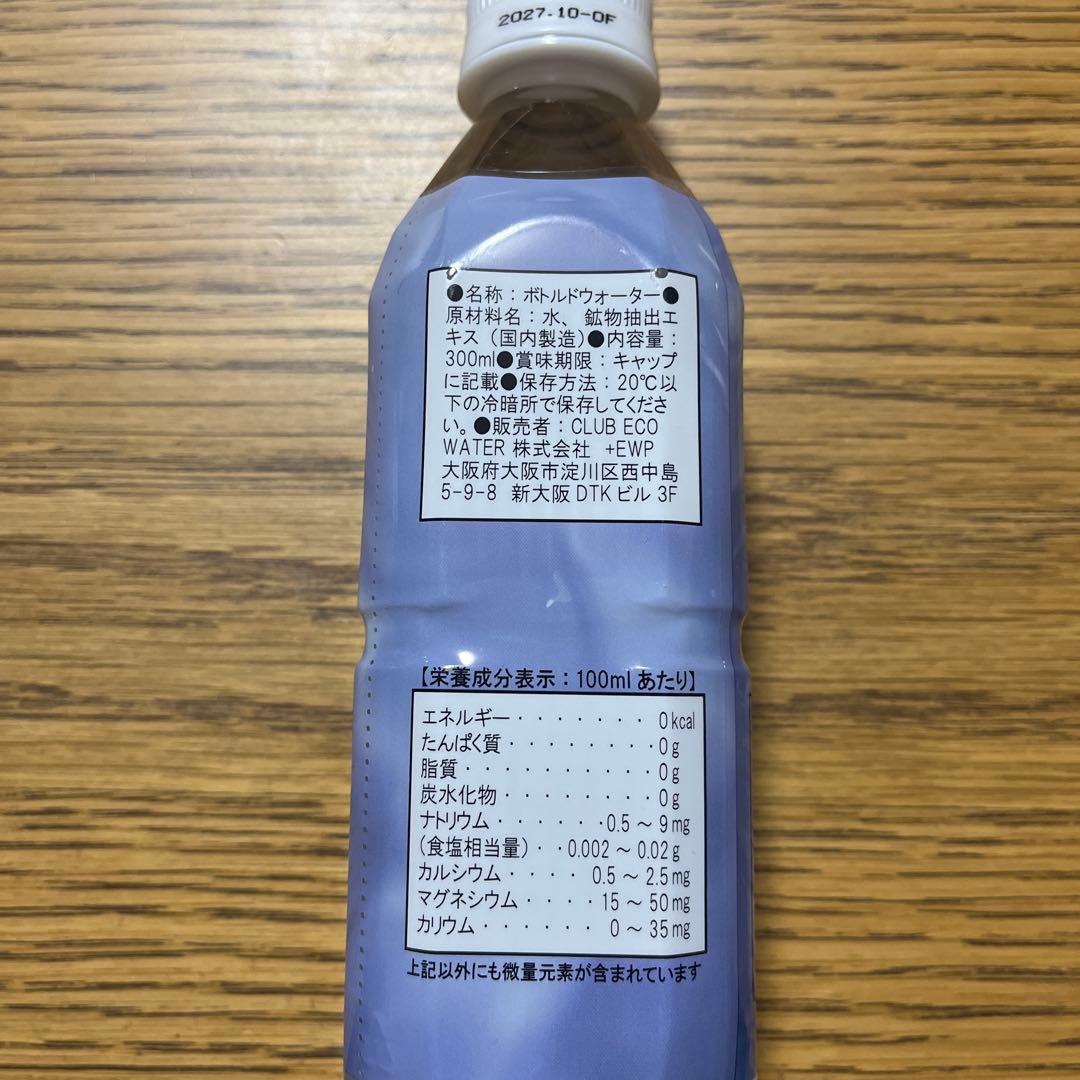 2027.10-OF
●名称：ボトルドウォーター●
原材料名：水、鉱物抽出エ
キス（国内製造）●内容量：
300ml●賞味期限：キャップ
に記載●保存方法：20℃以
下の冷暗所で保存してくださ
い。●販売者：CLUB ECO
WATER 株式会社 +EWP
大阪府大阪市淀川区西中島
5-9-8 新大阪 DTK ビル 3F
【栄養成分表示：100ml あたり】
エネルギー・・・・・・・0kcal
たんぱく質・・・・・・・・0g
脂質・・・・・・・・・・0g
炭水化物・・・・・・・・0g
ナトリウム・・・・・・0.5～9mg
（食塩相当量）・・0.002～0.02g
カルシウム・・・・0.5～2.5mg
マグネシウム・・・・15～50mg
カリウム・・・・・・0～35mg
上記以外にも微量元素が含まれています